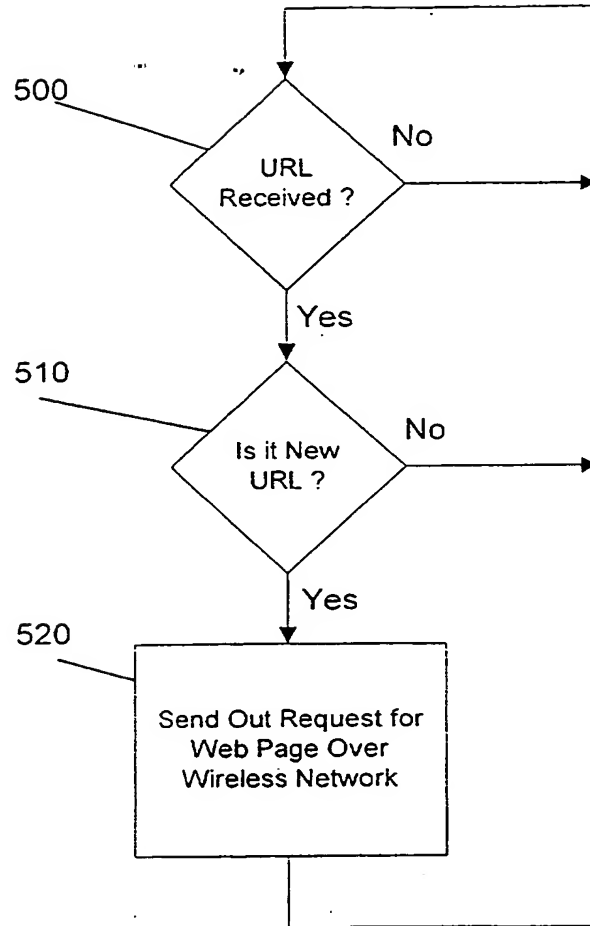 500
URL
Received ?
No
Yes
510
Is it New
URL ?
No
Yes
520
Send Out Request for
Web Page Over
Wireless Network